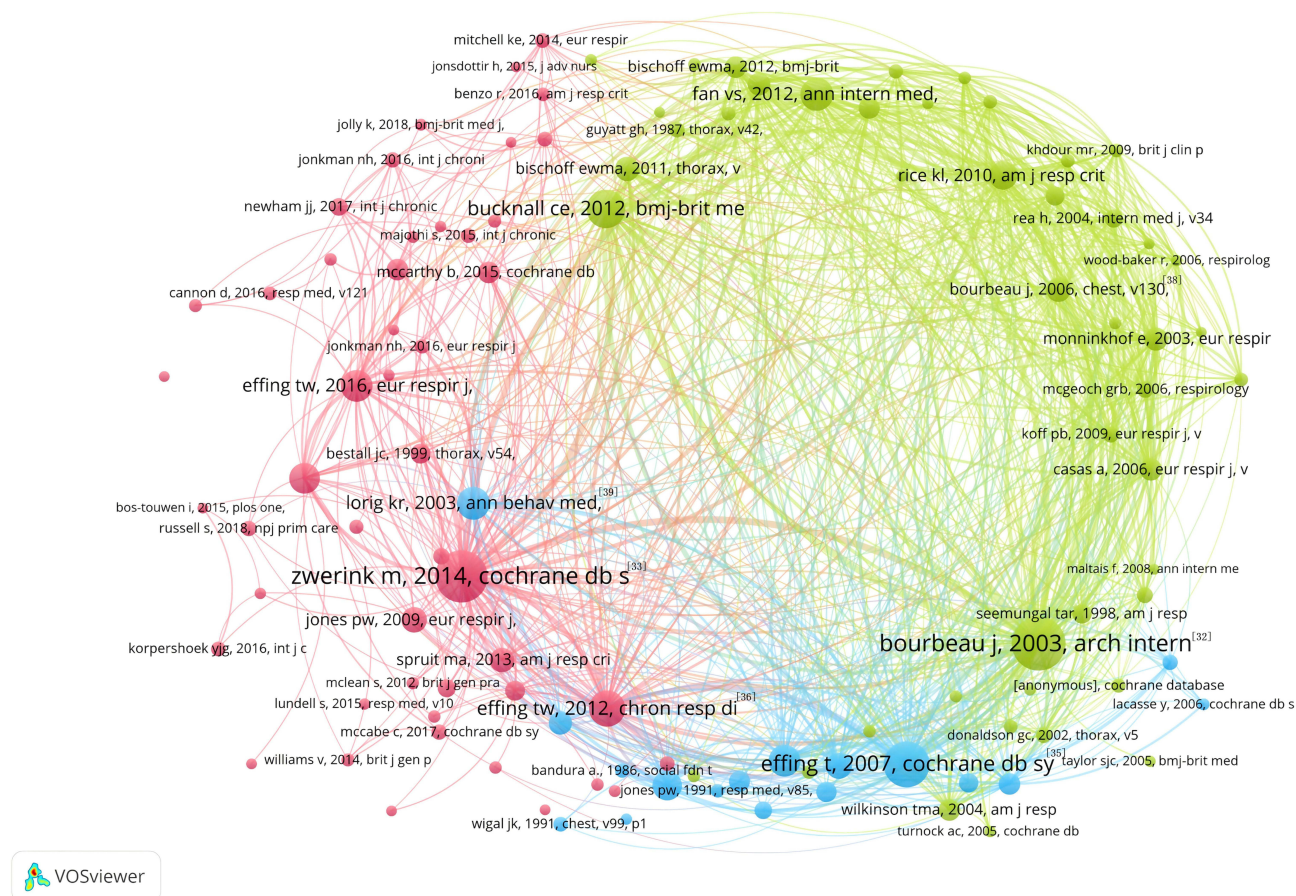 mitchell ke, 2014, eur respir
jonsdottir h, 2015, j adv nurs
bischoff ewma, 2012, bmj-brit
benzo r, 2016, am j resp crit
fan vs, 2012, ann intern med,
jolly k, 2018, bmj-brit med j,
guyatt gh, 1987, thorax, v42,
khdour mr, 2009, brit j clin p
jonkman nh, 2016, int j chroni
bischoff ewma, 2011, thorax, v
rice kl, 2010, am j resp crit
newham jj, 2017, int j chronic
bucknall ce, 2012, bmj-brit me
rea h, 2004, intern med j, v34
majothi s, 2015, int j chronic
wood-baker r, 2006, respirolog
mccarthy b, 2015, cochrane db
cannon d, 2016, resp med, v121
bourbeau j, 2006, chest, v130,[38]
jonkman nh, 2016, eur respir j
monninkhof e, 2003, eur respir
effing tw, 2016, eur respir j,
mcgeoch grb, 2006, respirology
koff pb, 2009, eur respir j, v
bestall jc, 1999, thorax, v54,
casas a, 2006, eur respir j, v
lorig kr, 2003, ann behav med,[39]
bos-touwen i, 2015, plos one,
russell s, 2018, npj prim care
zwerink m, 2014, cochrane db s[33]
maltais f, 2008, ann intern me
jones pw, 2009, eur respir j,
seemungal tar, 1998, am j resp
korpershoek yjg, 2016, int j c
bourbeau j, 2003, arch intern[32]
spruit ma, 2013, am j resp cri
mclean s, 2012, brit j gen pra
[anonymous], cochrane database
lundell s, 2015, resp med, v10
effing tw, 2012, chron resp di[36]
lacasse y, 2006, cochrane db s
mccabe c, 2017, cochrane db sy
donaldson gc, 2002, thorax, v5
williams v, 2014, brit j gen p
effing t, 2007, cochrane db sy[35]
taylor sjc, 2005, bmj-brit med
bandura a., 1986, social fdn t
jones pw, 1991, resp med, v85,
wilkinson tma, 2004, am j resp
wigal jk, 1991, chest, v99, p1
turnock ac, 2005, cochrane db
VOSviewer